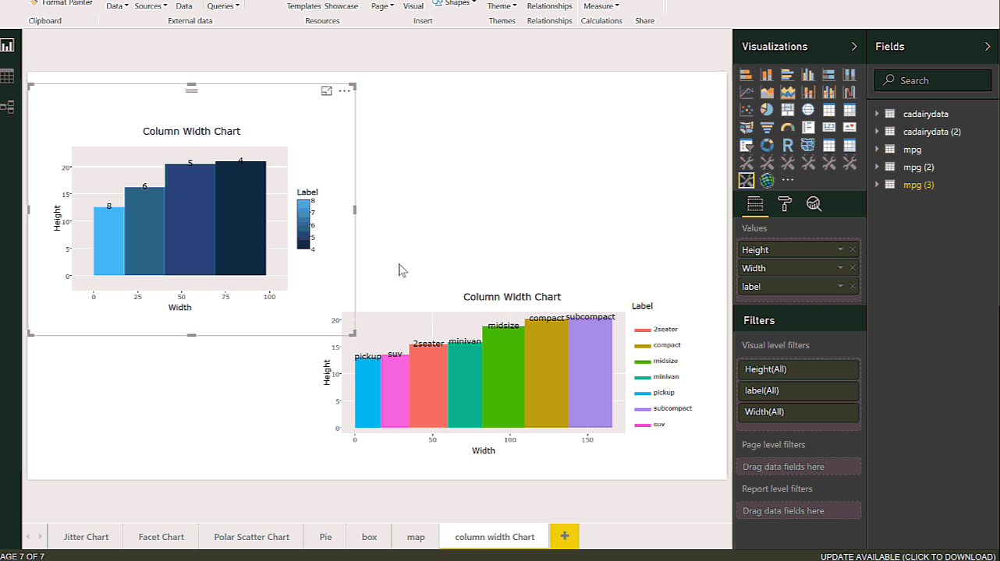 Format Painter
Data Sources Data Queries Templates Showcase Page Visual Shapes Theme Relationships Measure
Clipboard External data Resources Insert Themes Relationships Calculations Share
Column Width Chart
20
15
10
5
0
Height
8
6
5
4
0 25 50 75 100
Width
Label
8
7
6
5
4
Column Width Chart
20
15
10
5
0
Height
pickup
suv
2seater
minivan
midsize
compact
subcompact
0 50 100 150
Width
Label
2seater
compact
midsize
minivan
pickup
subcompact
suv
Visualizations
R
123
Values
Height
Width
label
Filters
Visual level filters
Height(All)
label(All)
Width(All)
Page level filters
Drag data fields here
Report level filters
Drag data fields here
Fields
Search
cadairydata
cadairydata (2)
mpg
mpg (2)
mpg (3)
Jitter Chart Facet Chart Polar Scatter Chart Pie box map column width Chart
AGE 7 OF 7
UPDATE AVAILABLE (CLICK TO DOWNLOAD)